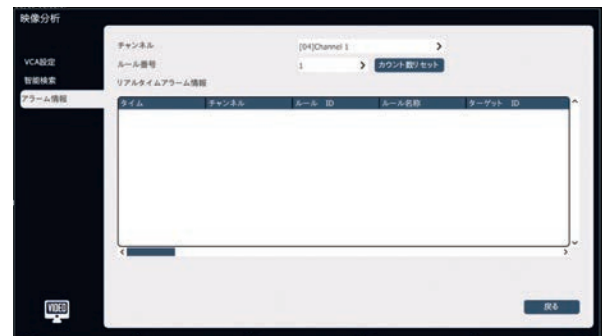 映像分析
VCA設定
智能検索
アラーム情報
チャンネル [04]Channel 1
ルール番号 1 カウント数リセット
リアルタイムアラーム情報
タイム チャンネル ルール ID ルール名称 ターゲット ID
VIDEO
戻る